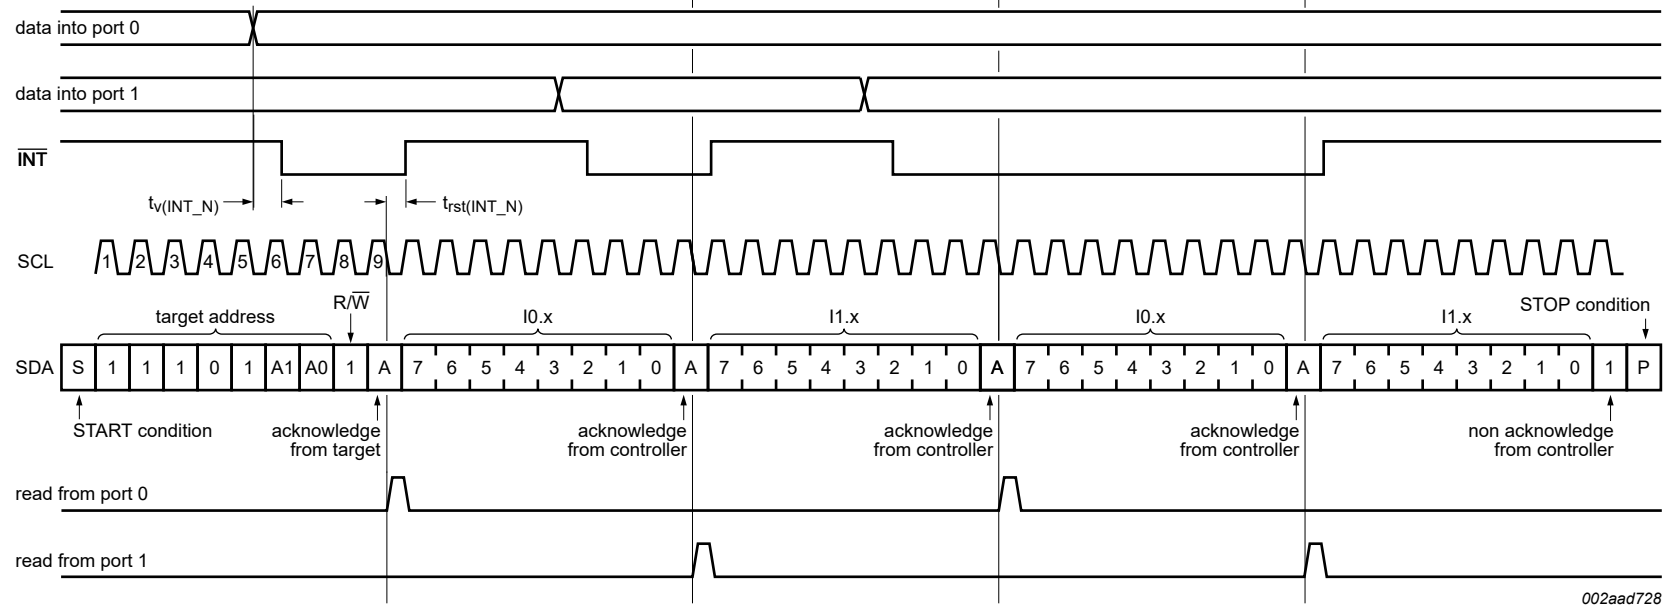 data into port 0
data into port 1
INT
tv(INT_N)
trst(INT_N)
SCL
1 2 3 4 5 6 7 8 9
R/W
STOP condition
target address I0.x I1.x I0.x I1.x
SDA S 1 1 1 0 1 A1 A0 1 A 7 6 5 4 3 2 1 0 A 7 6 5 4 3 2 1 0 A 7 6 5 4 3 2 1 0 A 7 6 5 4 3 2 1 0 1 P
START condition
acknowledge
from target
acknowledge
from controller
acknowledge
from controller
acknowledge
from controller
non acknowledge
from controller
read from port 0
read from port 1
002aad728